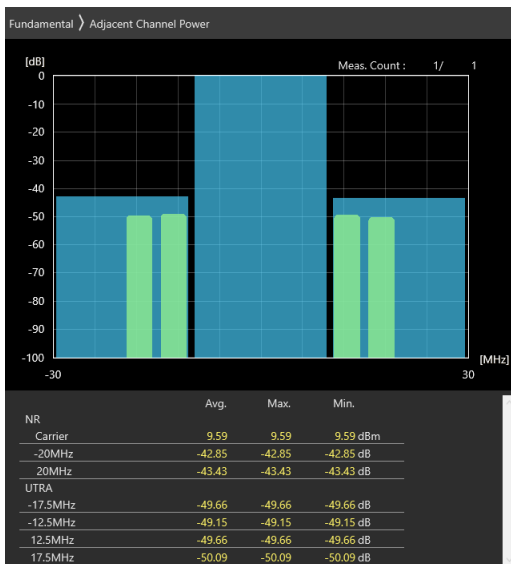 Fundamental 〉 Adjacent Channel Power
[dB]
Meas. Count : 1/ 1
0
-10
-20
-30
-40
-50
-60
-70
-80
-90
-100
[MHz]
-30 30
Avg. Max. Min.
NR
Carrier 9.59 9.59 9.59 dBm
-20MHz -42.85 -42.85 -42.85 dB
20MHz -43.43 -43.43 -43.43 dB
UTRA
-17.5MHz -49.66 -49.66 -49.66 dB
-12.5MHz -49.15 -49.15 -49.15 dB
12.5MHz -49.66 -49.66 -49.66 dB
17.5MHz -50.09 -50.09 -50.09 dB